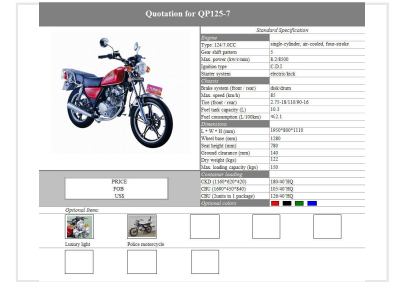 Quotation for QP125-7
Standard Specification
Engine
Type: 124/7.0CC single-cylinder, air-cooled, four-stroke
Gear shift pattern 5
Max. power (kw/r/min) 8.2/8500
Ignition type C.D.I
Starter system electric/kick
Chassis
Brake system (front / rear) disk/drum
Max. speed (km/h) 85
Tire (front / rear) 2.75-18/110/90-16
Fuel tank capacity (L) 10.3
Fuel consumption (L/100km) ≤2.1
Dimensions
L * W * H (mm) 1950*800*1110
Wheel base (mm) 1280
Seat height (mm) 780
Ground clearance (mm) 140
Dry weight (kgs) 122
Max. loading capacity (kgs) 150
Container loading
CKD (1160*620*420) 180/40'HQ
CBU (1600*450*840) 105/40'HQ
CBU (2units in 1 package) 126/40'HQ
Optional colors
PRICE
FOB
US$
Optional Items:
Luxury light Police motorcycle